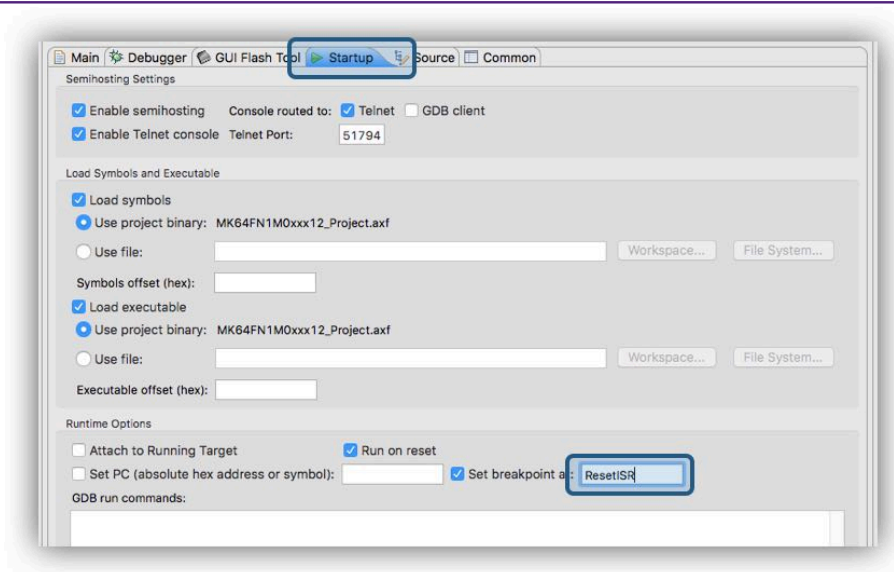 Main Debugger GUI Flash Tool Startup Source Common
Semihosting Settings
Enable semihosting Console routed to: Telnet GDB client
Enable Telnet console Telnet Port: 51794
Load Symbols and Executable
Load symbols
Use project binary: MK64FN1M0xxx12_Project.axf
Use file: Workspace... File System...
Symbols offset (hex):
Load executable
Use project binary: MK64FN1M0xxx12_Project.axf
Use file: Workspace... File System...
Executable offset (hex):
Runtime Options
Attach to Running Target Run on reset
Set PC (absolute hex address or symbol): Set breakpoint a: ResetISR
GDB run commands: